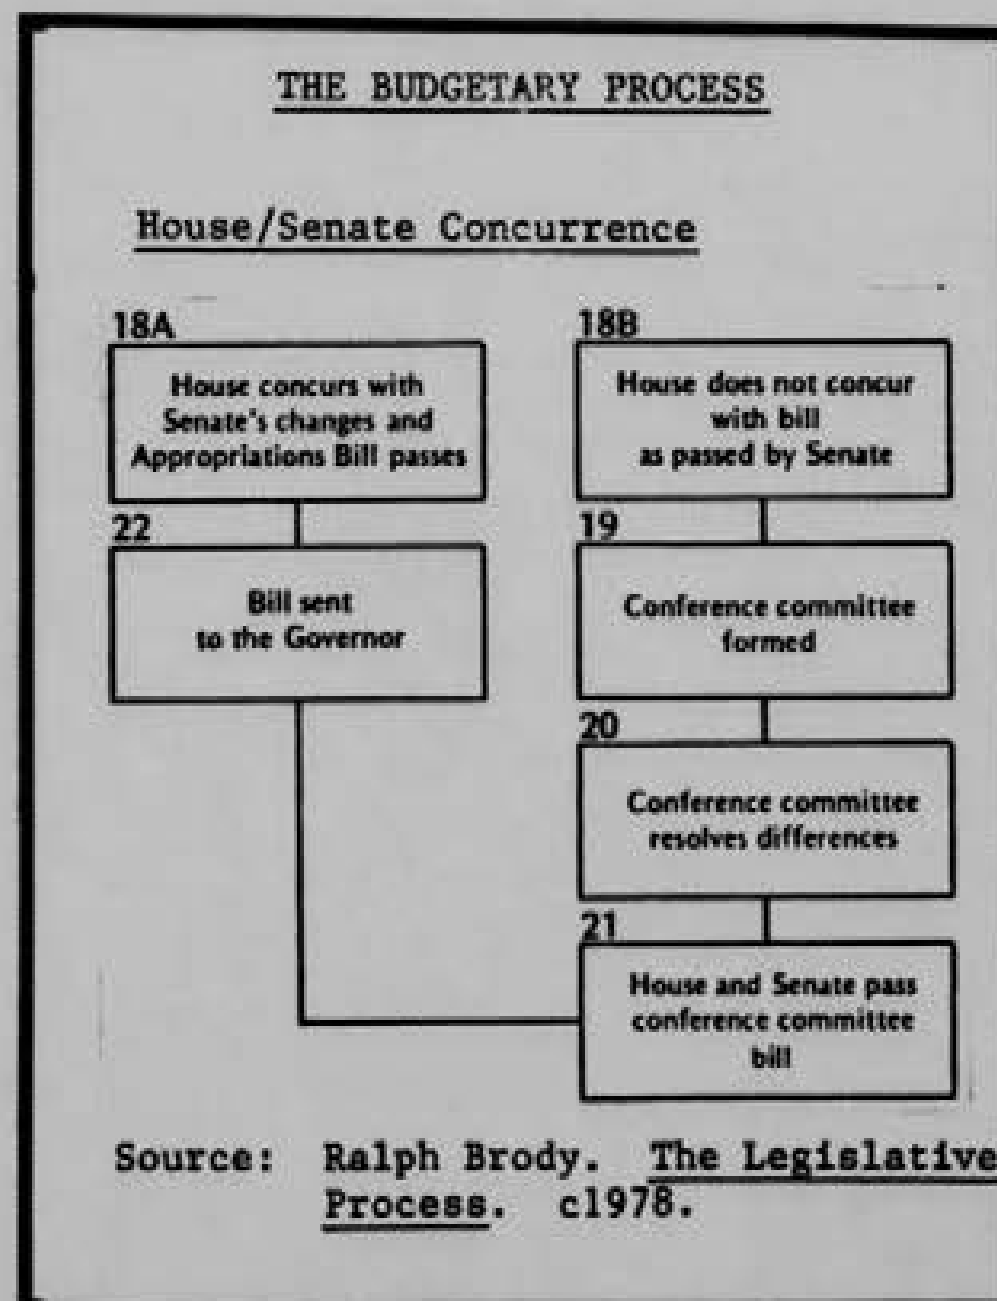 THE BUDGETARY PROCESS
House/Senate Concurrence
18A
House concurs with
Senate's changes and
Appropriations Bill passes
22
Bill sent
to the Governor
18B
House does not concur
with bill
as passed by Senate
19
Conference committee
formed
20
Conference committee
resolves differences
21
House and Senate pass
conference committee
bill
Source: Ralph Brody. The Legislative
Process. c1978.